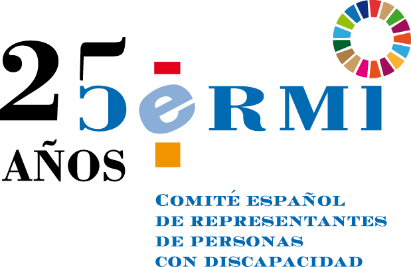 25 CeRMI
AÑOS
COMITÉ ESPAÑOL
DE REPRESENTANTES
DE PERSONAS
CON DISCAPACIDAD